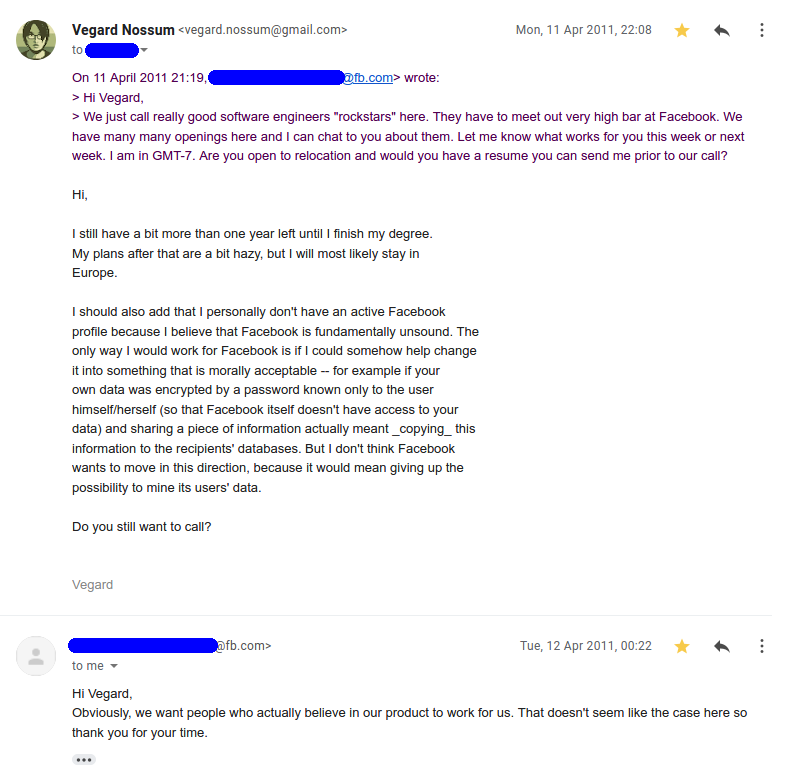 Vegard Nossum <vegard.nossum@gmail.com>
Mon, 11 Apr 2011, 22:08
to
On 11 April 2011 21:19, @fb.com> wrote:
> Hi Vegard,
> We just call really good software engineers "rockstars" here. They have to meet out very high bar at Facebook. We
have many many openings here and I can chat to you about them. Let me know what works for you this week or next
week. I am in GMT-7. Are you open to relocation and would you have a resume you can send me prior to our call?
Hi,
I still have a bit more than one year left until I finish my degree.
My plans after that are a bit hazy, but I will most likely stay in
Europe.
I should also add that I personally don't have an active Facebook
profile because I believe that Facebook is fundamentally unsound. The
only way I would work for Facebook is if I could somehow help change
it into something that is morally acceptable -- for example if your
own data was encrypted by a password known only to the user
himself/herself (so that Facebook itself doesn't have access to your
data) and sharing a piece of information actually meant _copying_ this
information to the recipients' databases. But I don't think Facebook
wants to move in this direction, because it would mean giving up the
possibility to mine its users' data.
Do you still want to call?
Vegard
@fb.com>
Tue, 12 Apr 2011, 00:22
to me
Hi Vegard,
Obviously, we want people who actually believe in our product to work for us. That doesn't seem like the case here so
thank you for your time.